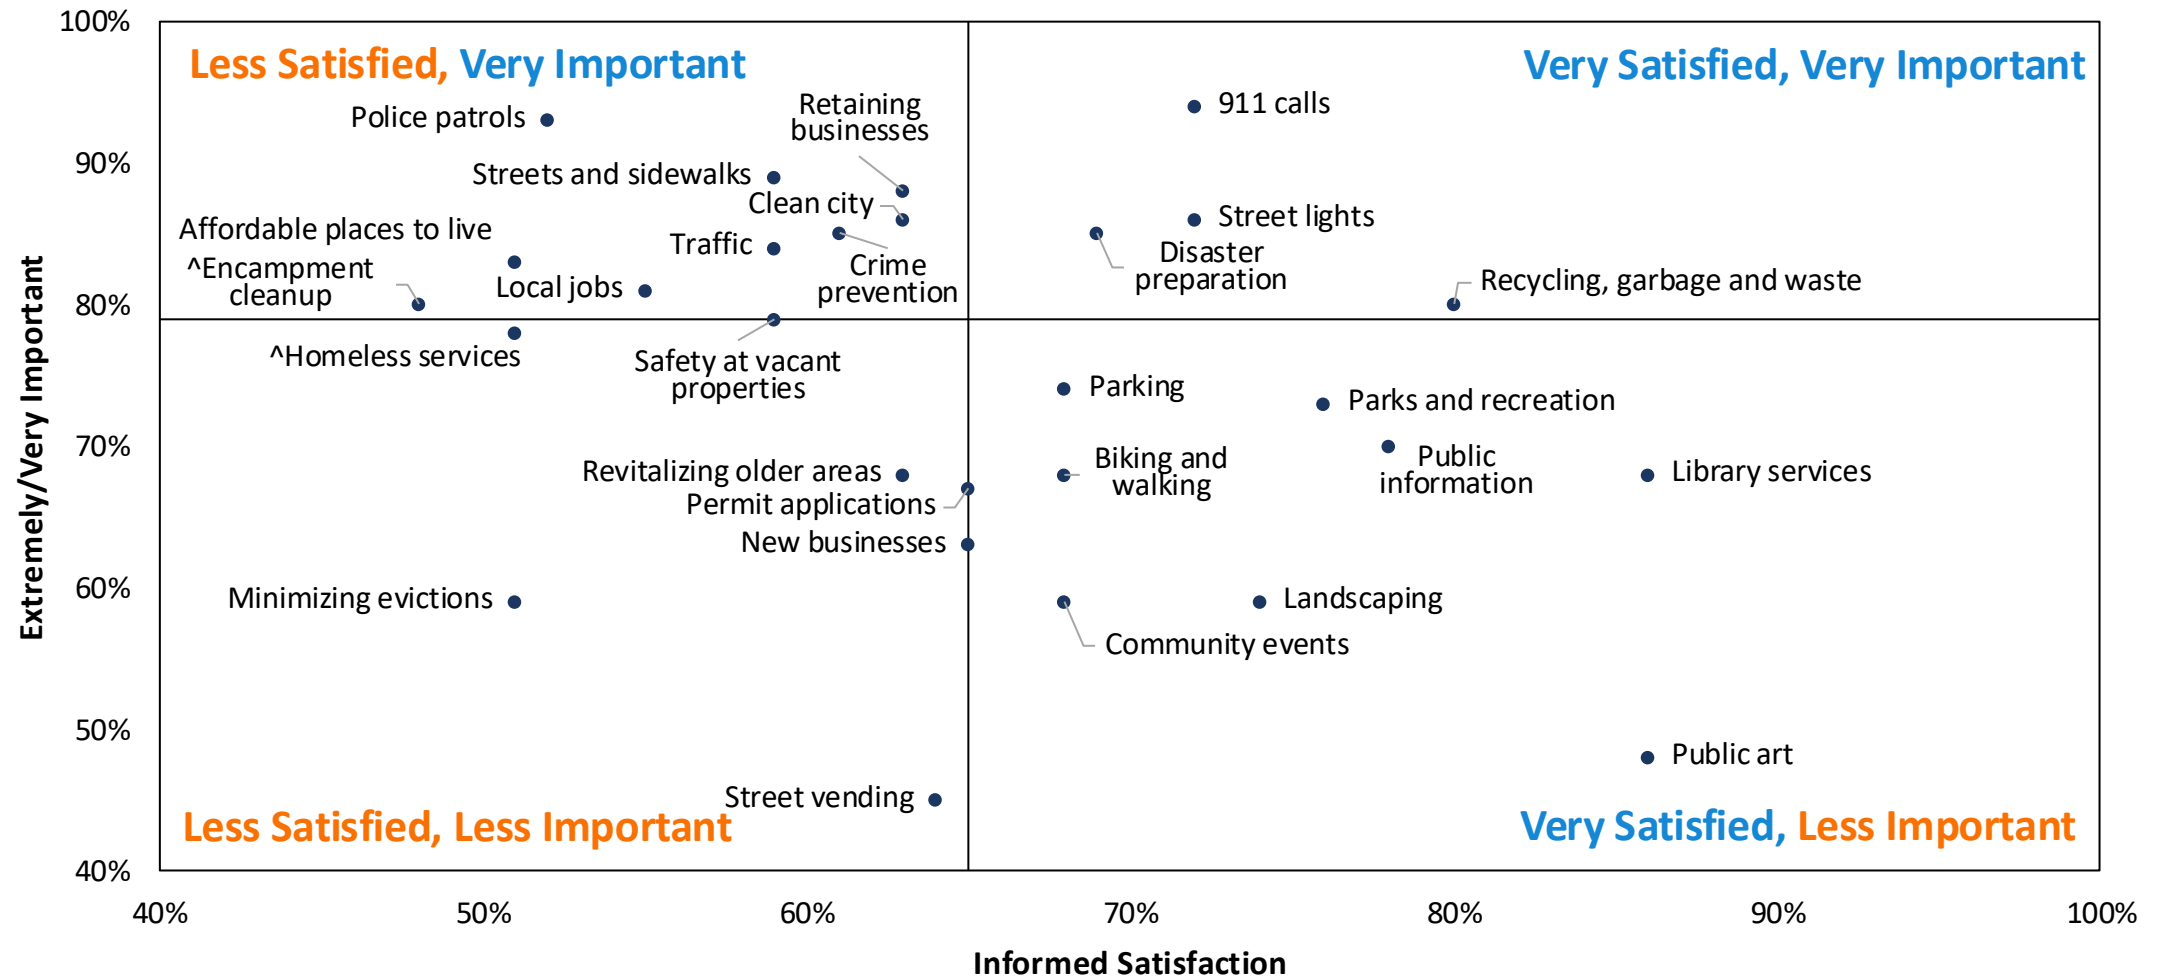 100%
Less Satisfied, Very Important
Very Satisfied, Very Important
Police patrols
Retaining
businesses
911 calls
90%
Streets and sidewalks
Clean city
Street lights
Affordable places to live
Traffic
Disaster
preparation
^Encampment
cleanup
Local jobs
Crime
prevention
Recycling, garbage and waste
80%
^Homeless services
Safety at vacant
properties
Parking
Parks and recreation
70%
Revitalizing older areas
Biking and
walking
Public
information
Library services
Permit applications
New businesses
60%
Minimizing evictions
Landscaping
Community events
50%
Public art
Street vending
Less Satisfied, Less Important
Very Satisfied, Less Important
40%
Extremely/Very Important
40% 50% 60% 70% 80% 90% 100%
Informed Satisfaction